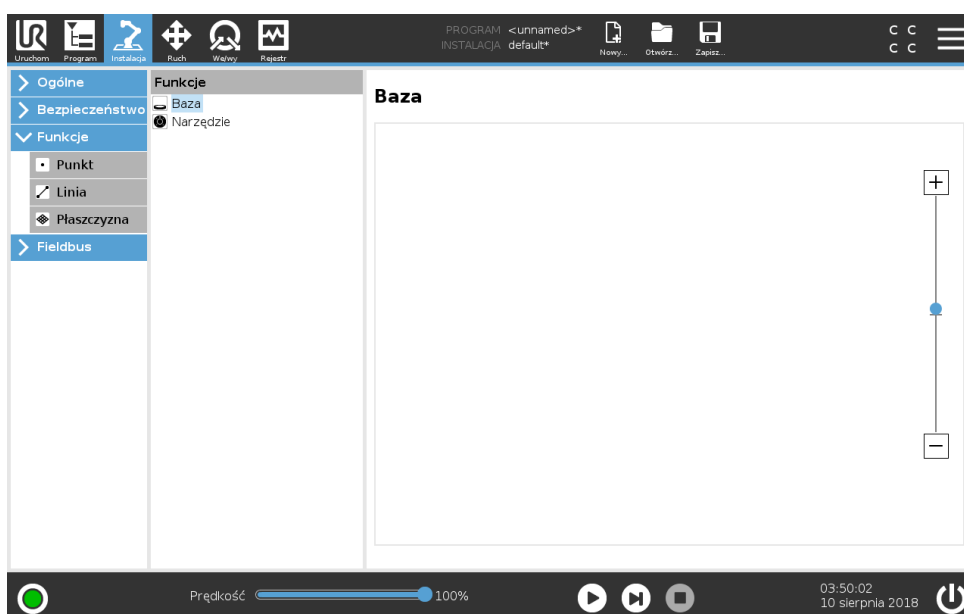 UR
PROGRAM <unnamed>*
INSTALACJA default*
C C
C C
Uruchom Program Instalacja Ruch We/wy Rejestr Nowy... Otwórz... Zapisz...
Ogólne
Bezpieczeństwo
Funkcje
Punkt
Linia
Płaszczyzna
Fieldbus
Funkcje
Baza
Narzędzie
Baza
+
−
Prędkość 100%
03:50:02
10 sierpnia 2018